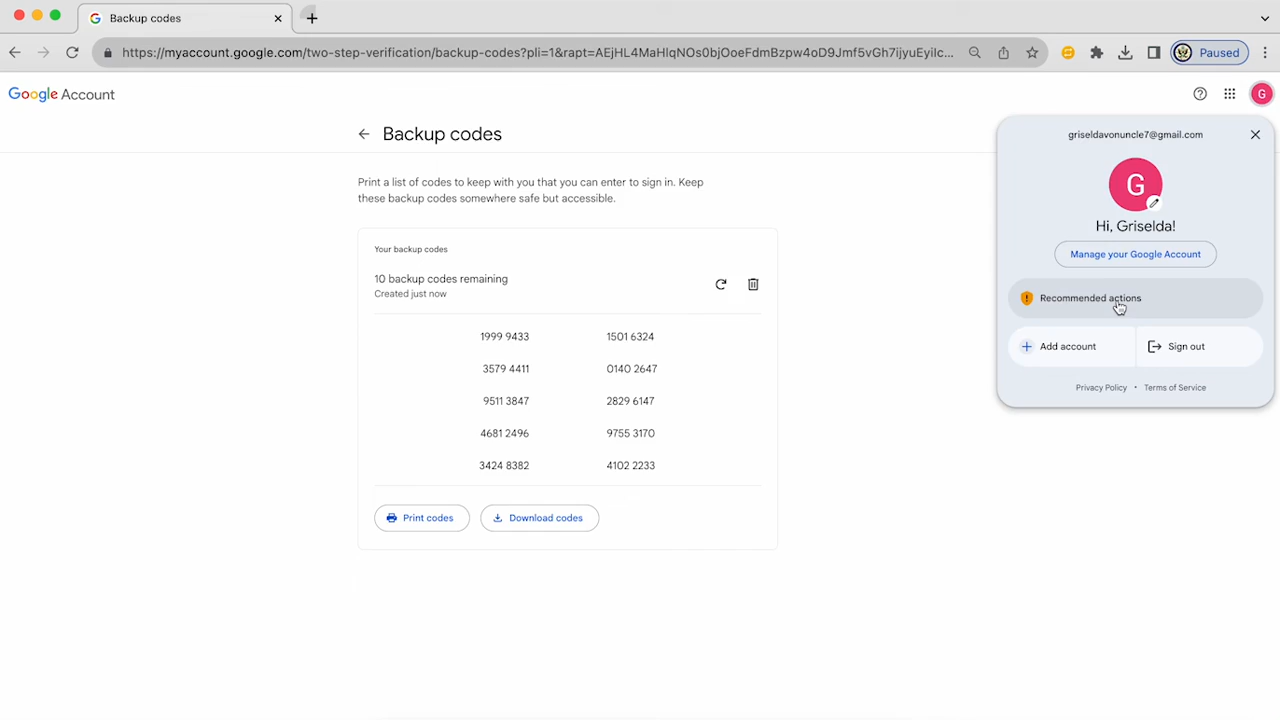 Backup codes
https://myaccount.google.com/two-step-verification/backup-codes?pli=1&rapt=AEjHL4MaHlqNOs0bjOoeFdmBzpw4oD9Jmf5vGh7ijyuEyiIc...
Paused
Google Account
G
Backup codes
Print a list of codes to keep with you that you can enter to sign in. Keep
these backup codes somewhere safe but accessible.
Your backup codes
10 backup codes remaining
Created just now
1999 9433 1501 6324
3579 4411 0140 2647
9511 3847 2829 6147
4681 2496 9755 3170
3424 8382 4102 2233
Print codes Download codes
griseldavonuncle7@gmail.com
G
Hi, Griselda!
Manage your Google Account
Recommended actions
Add account Sign out
Privacy Policy • Terms of Service